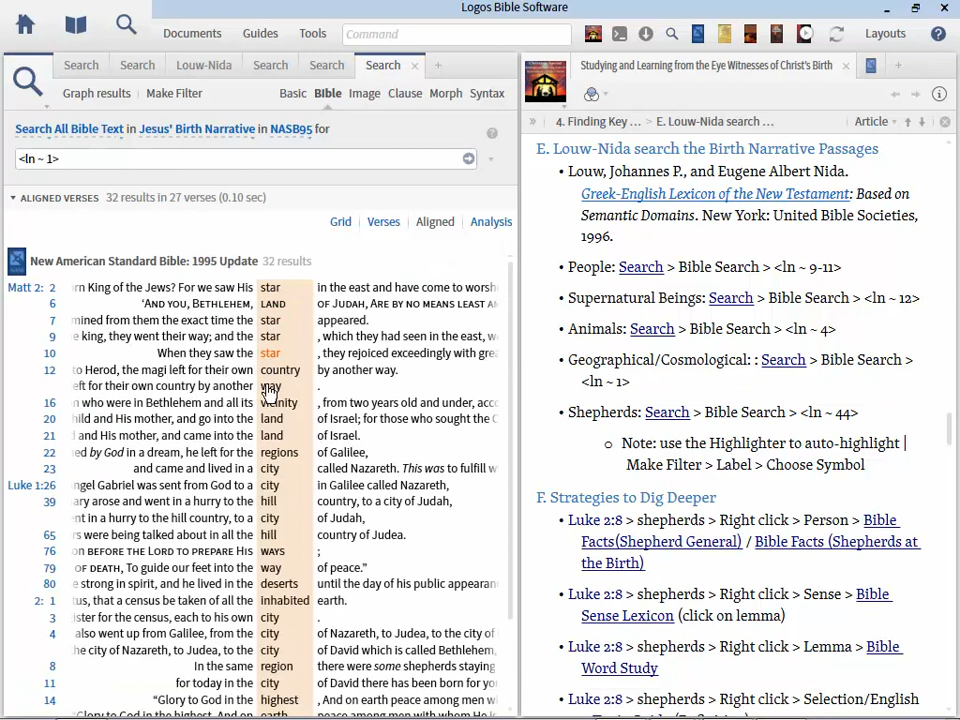 Logos Bible Software
Documents
Guides
Tools
Command
Layouts
Search
Search
Louw-Nida
Search
Search
Search
Graph results
Make Filter
Basic
Bible
Image
Clause
Morph
Syntax
Search All Bible Text in Jesus' Birth Narrative in NASB95 for
<ln ~ 1>
ALIGNED VERSES 32 results in 27 verses (0.10 sec)
Grid
Verses
Aligned
Analysis
New American Standard Bible: 1995 Update 32 results
Matt 2: 2 rn King of the Jews? For we saw His star in the east and have come to worsh
6 ‘AND YOU, BETHLEHEM, LAND OF JUDAH, ARE BY NO MEANS LEAST A
7 mined from them the exact time the star appeared.
9 e king, they went their way; and the star , which they had seen in the east, w
10 When they saw the star , they rejoiced exceedingly with gre
12 to Herod, the magi left for their own country by another way.
eft for their own country by another way .
16 n who were in Bethlehem and all its vicinity , from two years old and under, acco
20 hild and His mother, and go into the land of Israel; for those who sought the C
21 d and His mother, and came into the land of Israel.
22 ned by God in a dream, he left for the regions of Galilee,
23 and came and lived in a city called Nazareth. This was to fulfill w
Luke 1:26 ngel Gabriel was sent from God to a city in Galilee called Nazareth,
39 ary arose and went in a hurry to the hill country, to a city of Judah,
nt in a hurry to the hill country, to a city of Judah,
65 rs were being talked about in all the hill country of Judea.
76 ON BEFORE THE LORD TO PREPARE HIS WAYS ;
79 OF DEATH, To guide our feet into the way of peace.”
80 e strong in spirit, and he lived in the deserts until the day of his public appearan
2: 1 tus, that a census be taken of all the inhabited earth.
3 ister for the census, each to his own city .
4 also went up from Galilee, from the city of Nazareth, to Judea, to the city of
he city of Nazareth, to Judea, to the city of David which is called Bethlehem,
8 In the same region there were some shepherds staying
11 for today in the city of David there has been born for yo
14 “Glory to God in the highest , And on earth peace among men wi
“Glory to God in the highest, And on earth peace among men with
Studying and Learning from the Eye Witnesses of Christ's Birth
» 4. Finding Key ... > E. Louw-Nida search ...
Article
E. Louw-Nida search the Birth Narrative Passages
• Louw, Johannes P., and Eugene Albert Nida.
Greek-English Lexicon of the New Testament: Based on
Semantic Domains. New York: United Bible Societies,
1996.
• People: Search > Bible Search > <ln ~ 9-11>
• Supernatural Beings: Search > Bible Search > <ln ~ 12>
• Animals: Search > Bible Search > <ln ~ 4>
• Geographical/Cosmological: : Search > Bible Search >
<ln ~ 1>
• Shepherds: Search > Bible Search > <ln ~ 44>
o Note: use the Highlighter to auto-highlight |
Make Filter > Label > Choose Symbol
F. Strategies to Dig Deeper
• Luke 2:8 > shepherds > Right click > Person > Bible
Facts(Shepherd General) / Bible Facts (Shepherds at
the Birth)
• Luke 2:8 > shepherds > Right click > Sense > Bible
Sense Lexicon (click on lemma)
• Luke 2:8 > shepherds > Right click > Lemma > Bible
Word Study
• Luke 2:8 > shepherds > Right click > Selection/English